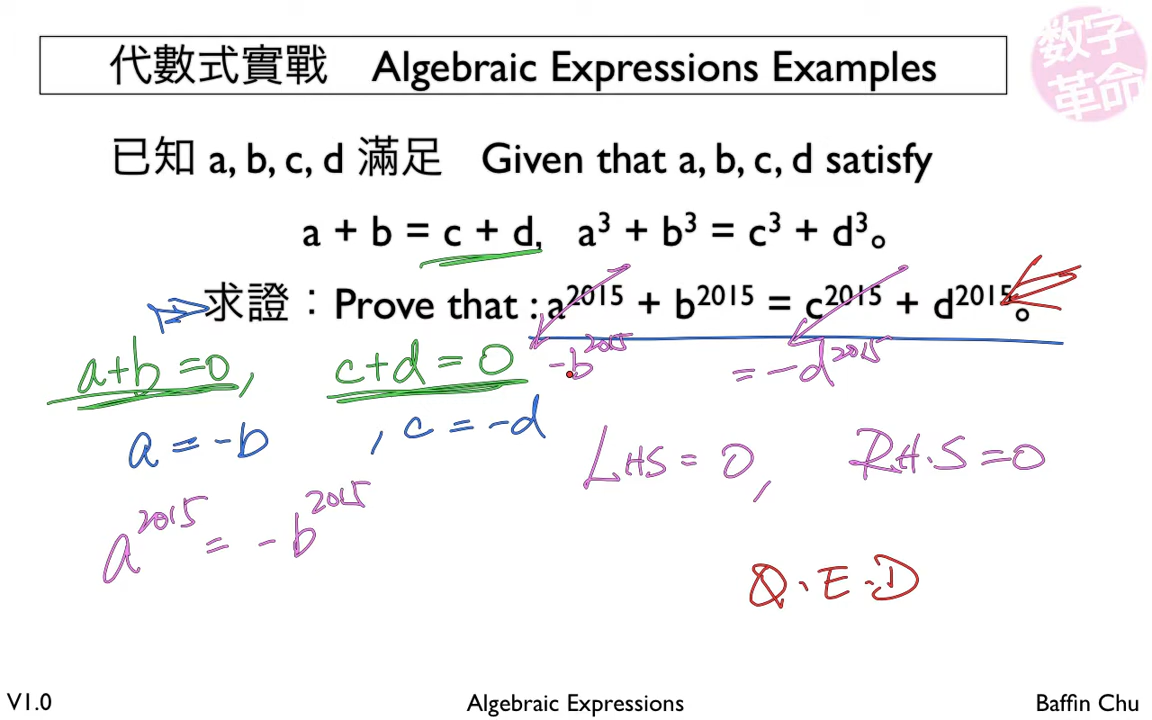 代數式實戰 Algebraic Expressions Examples
数字
革命
已知 a, b, c, d 滿足 Given that a, b, c, d satisfy
a + b = c + d, a³ + b³ = c³ + d³。
求證：Prove that : a²⁰¹⁵ + b²⁰¹⁵ = c²⁰¹⁵ + d²⁰¹⁵。
-b²⁰¹⁵ = -d²⁰¹⁵
a+b=0, c+d=0
a = -b , c = -d
LHS = 0, R.H.S = 0
a²⁰¹⁵ = -b²⁰¹⁵
Q.E.D
V1.0 Algebraic Expressions Baffin Chu